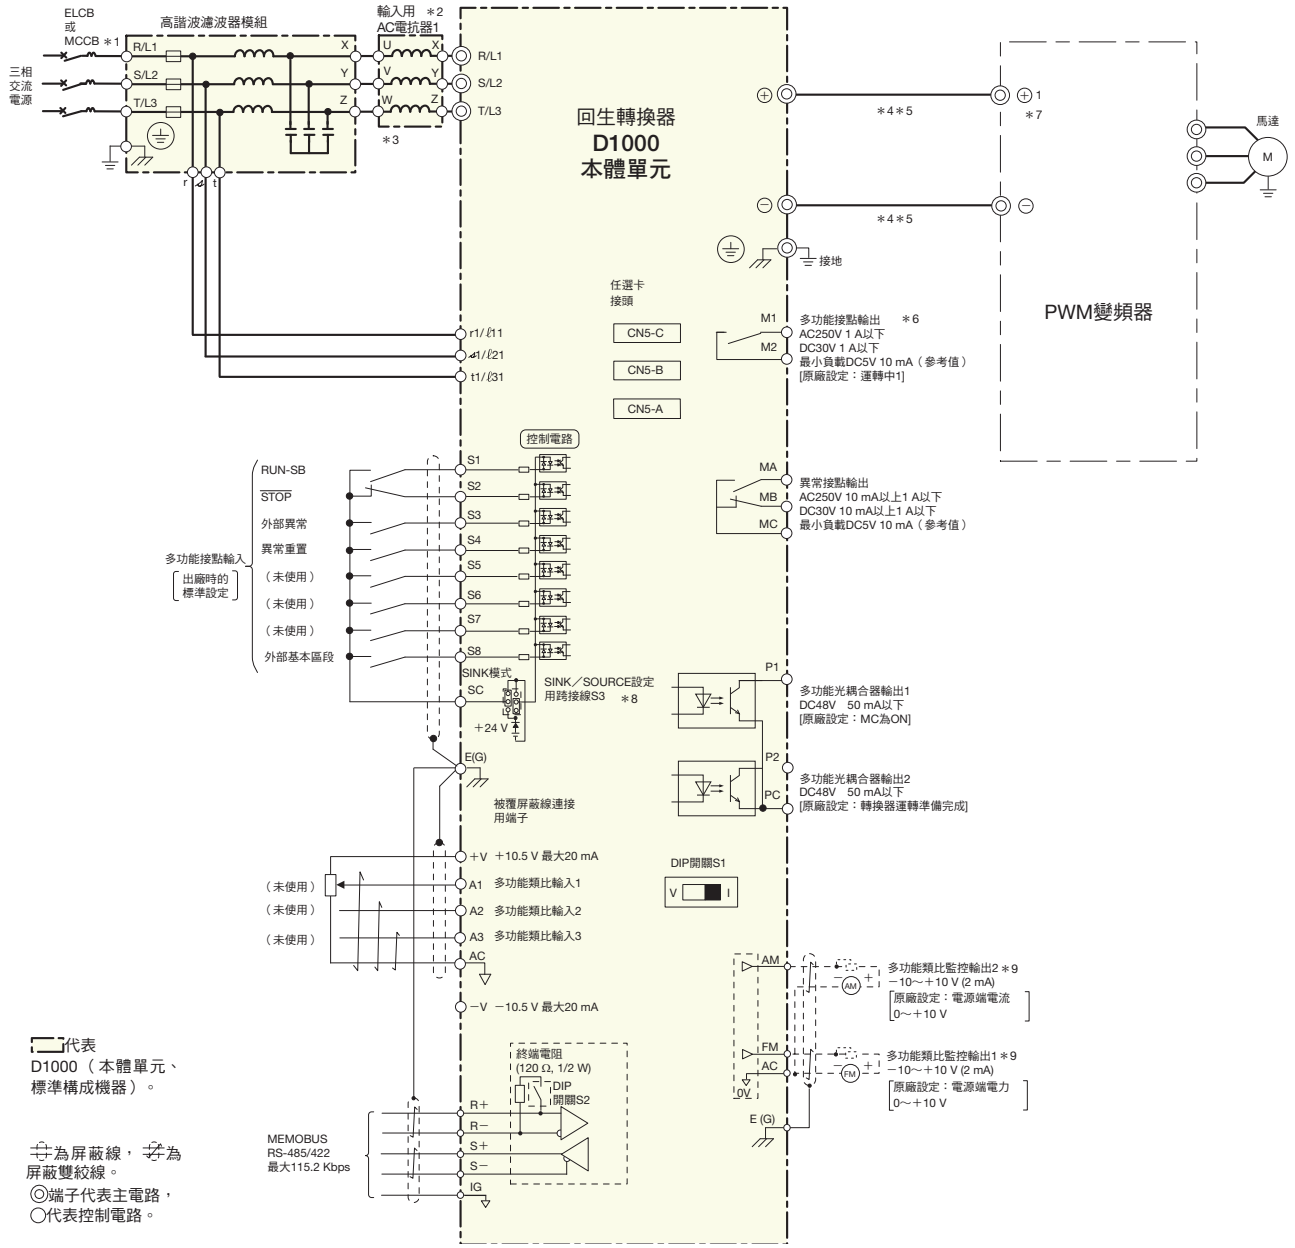 ELCB
或
MCCB ＊1
高諧波濾波器模組
輸入用 ＊2
AC電抗器1
三相
交流
電源
R/L1
S/L2
T/L3
X
Y
Z
U
V
W
X
Y
Z
R/L1
S/L2
T/L3
＊3
r
t
回生轉換器
D1000
本體單元
＊4＊5
1
＊7
＊4＊5
馬達
M
接地
PWM變頻器
任選卡
接頭
CN5-C
CN5-B
CN5-A
r1/ℓ11
1/ℓ21
t1/ℓ31
M1
M2
多功能接點輸出 ＊6
AC250V 1 A以下
DC30V 1 A以下
最小負載DC5V 10 mA（參考值）
[原廠設定：運轉中1]
控制電路
多功能接點輸入
出廠時的
標準設定
RUN-SB
STOP
外部異常
異常重置
（未使用）
（未使用）
（未使用）
外部基本區段
S1
S2
S3
S4
S5
S6
S7
S8
SINK模式
SC
+24 V
SINK／SOURCE設定
用跨接線S3 ＊8
MA
MB
MC
異常接點輸出
AC250V 10 mA以上1 A以下
DC30V 10 mA以上1 A以下
最小負載DC5V 10 mA（參考值）
E(G)
被覆屏蔽線連接
用端子
P1
多功能光耦合器輸出1
DC48V 50 mA以下
[原廠設定：MC為ON]
P2
PC
多功能光耦合器輸出2
DC48V 50 mA以下
[原廠設定：轉換器運轉準備完成]
+V +10.5 V 最大20 mA
（未使用） A1 多功能類比輸入1
（未使用） A2 多功能類比輸入2
（未使用） A3 多功能類比輸入3
AC
－V －10.5 V 最大20 mA
DIP開關S1
V I
AM
－ AM ＋
多功能類比監控輸出2＊9
－10～＋10 V (2 mA)
原廠設定：電源端電流
0～＋10 V
FM
AC
0V
－ FM ＋
多功能類比監控輸出1＊9
－10～＋10 V (2 mA)
原廠設定：電源端電力
0～＋10 V
E (G)
終端電阻
(120 Ω, 1/2 W)
DIP
開關S2
MEMOBUS
RS-485/422
最大115.2 Kbps
R+
R－
S+
S－
IG
代表
D1000（本體單元、
標準構成機器）。
為屏蔽線，為
屏蔽雙絞線。
◎端子代表主電路，
○代表控制電路。